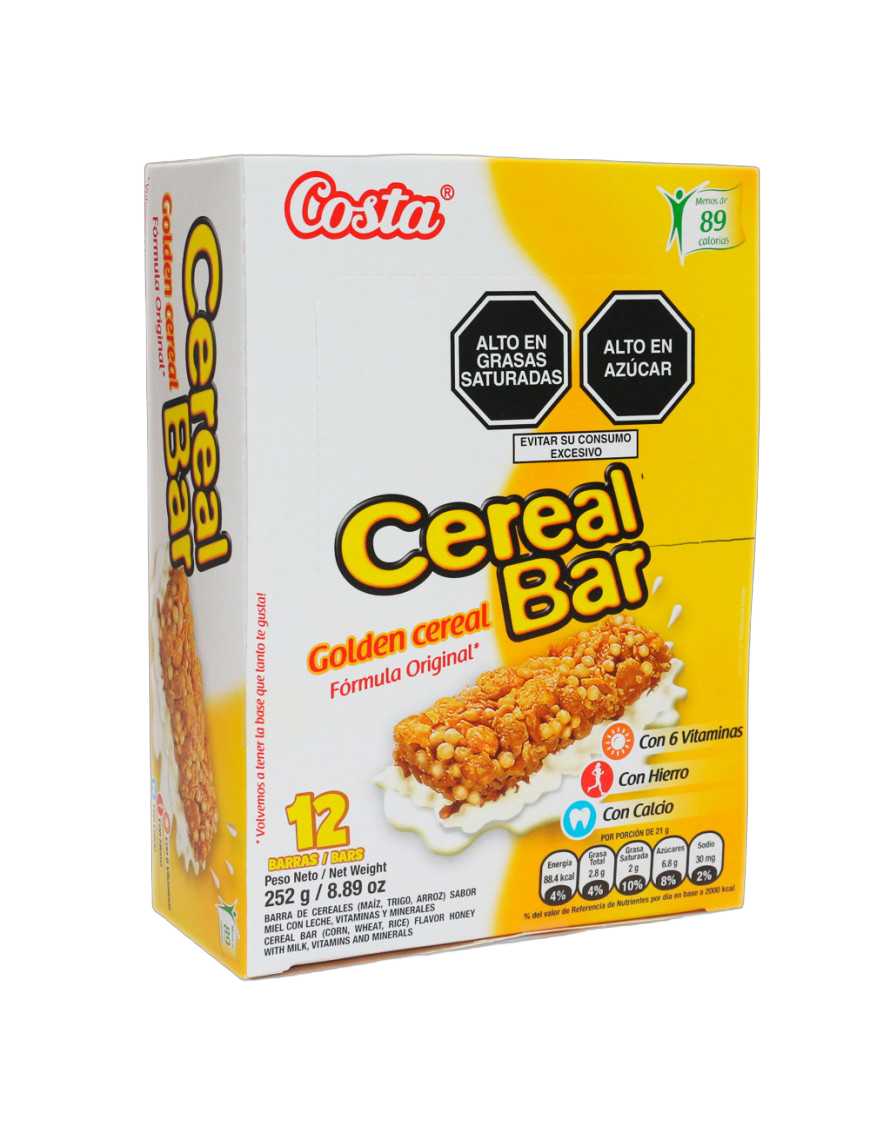 Costa®
Menos de
89
calorías
ALTO EN
GRASAS
SATURADAS
ALTO EN
AZÚCAR
EVITAR SU CONSUMO
EXCESIVO
Cereal
Bar
Golden cereal
Fórmula Original*
* Volvemos a tener la base que tanto te gusta!
Con 6 Vitaminas
Con Hierro
Con Calcio
12
BARRAS / BARS
Peso Neto / Net Weight
252 g / 8.89 oz
BARRA DE CEREALES (MAÍZ, TRIGO, ARROZ) SABOR
MIEL CON LECHE, VITAMINAS Y MINERALES
CEREAL BAR (CORN, WHEAT, RICE) FLAVOR HONEY
WITH MILK, VITAMINS AND MINERALS
POR PORCIÓN DE 21 g
Energía
88.4 kcal
4%
Grasa
Total
2.8 g
4%
Grasa
Saturada
2 g
10%
Azúcares
6.8 g
8%
Sodio
30 mg
2%
% del valor de Referencia de Nutrientes por día en base a 2000 kcal
Cereal
Bar
Golden cereal
Fórmula Original*
89